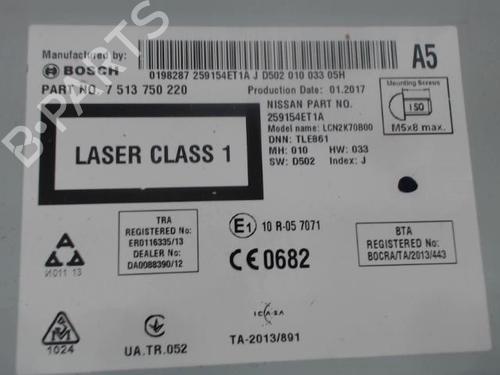 Manufactured by:
BOSCH
0198287 259154ET1A J D502 010 033 05H
A5
PART NO. 7 513 750 220
Production Date: 01.2017
Mounting Screws
ISO
M5x8 max.
NISSAN PART NO.
259154ET1A
Model name: LCN2K70B00
DNN: TLE861
MH: 010 HW: 033
SW: D502 Index: J
LASER CLASS 1
TRA
REGISTERED No:
ER0116335/13
DEALER No:
DA0088390/12
E1 10 R-05 7071
CE0682
BTA
REGISTERED No:
BOCRA/TA/2013/443
И011 13
1024
UA.TR.052
ICASA
TA-2013/891
B-PARTS